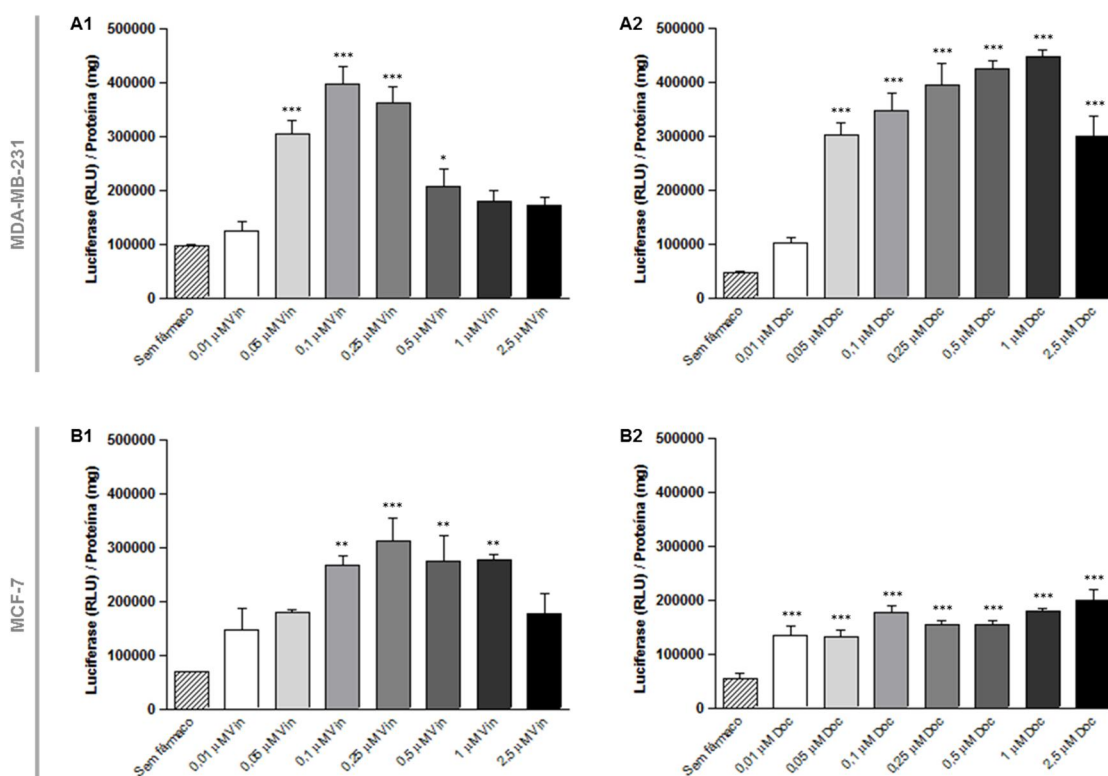 MDA-MB-231
A1
Luciferase (RLU) / Proteína (mg)
500000
400000
300000
200000
100000
0
***
***
***
*
Sem fármaco
0,01 µM Vin
0,05 µM Vin
0,1 µM Vin
0,25 µM Vin
0,5 µM Vin
1 µM Vin
2,5 µM Vin
A2
Luciferase (RLU) / Proteína (mg)
500000
400000
300000
200000
100000
0
***
***
***
***
***
***
Sem fármaco
0,01 µM Doc
0,05 µM Doc
0,1 µM Doc
0,25 µM Doc
0,5 µM Doc
1 µM Doc
2,5 µM Doc
MCF-7
B1
Luciferase (RLU) / Proteína (mg)
500000
400000
300000
200000
100000
0
**
***
**
**
Sem fármaco
0,01 µM Vin
0,05 µM Vin
0,1 µM Vin
0,25 µM Vin
0,5 µM Vin
1 µM Vin
2,5 µM Vin
B2
Luciferase (RLU) / Proteína (mg)
500000
400000
300000
200000
100000
0
***
***
***
***
***
***
***
Sem fármaco
0,01 µM Doc
0,05 µM Doc
0,1 µM Doc
0,25 µM Doc
0,5 µM Doc
1 µM Doc
2,5 µM Doc